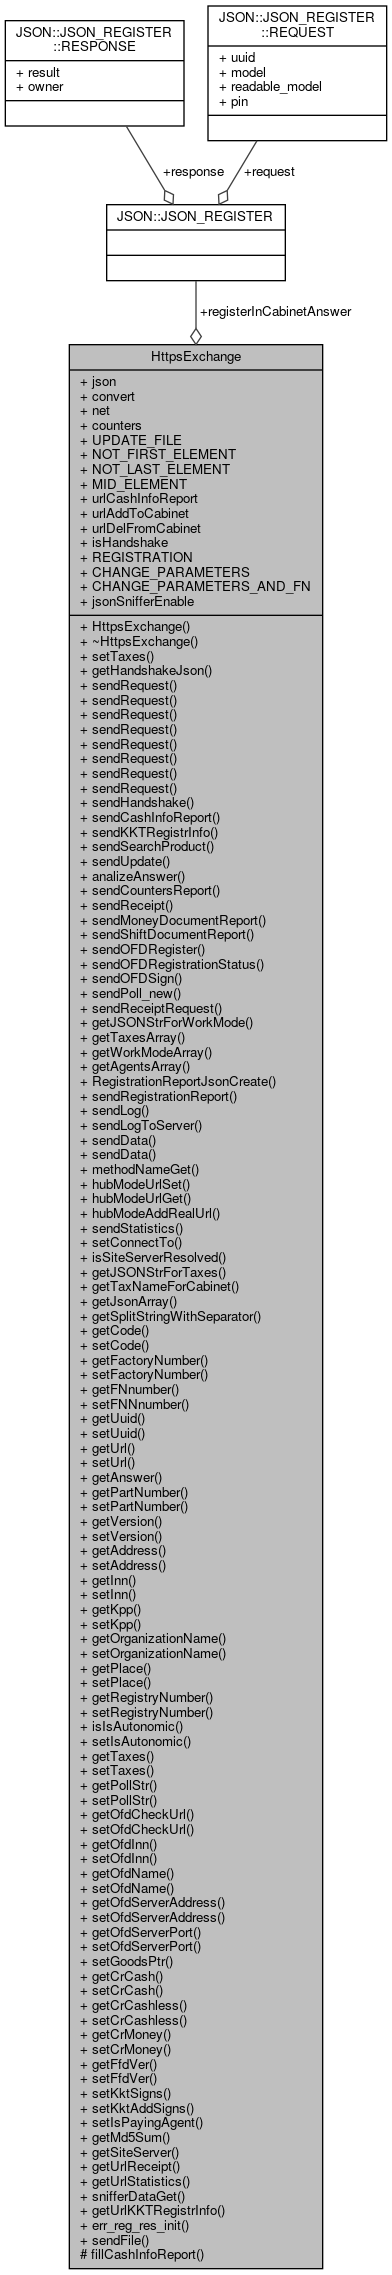 JSON::JSON_REGISTER
::RESPONSE
+ result
+ owner
JSON::JSON_REGISTER
::REQUEST
+ uuid
+ model
+ readable_model
+ pin
+response
+request
JSON::JSON_REGISTER
+registerInCabinetAnswer
HttpsExchange
+ json
+ convert
+ net
+ counters
+ UPDATE_FILE
+ NOT_FIRST_ELEMENT
+ NOT_LAST_ELEMENT
+ MID_ELEMENT
+ urlCashInfoReport
+ urlAddToCabinet
+ urlDelFromCabinet
+ isHandshake
+ REGISTRATION
+ CHANGE_PARAMETERS
+ CHANGE_PARAMETERS_AND_FN
+ jsonSnifferEnable
+ HttpsExchange()
+ ~HttpsExchange()
+ setTaxes()
+ getHandshakeJson()
+ sendRequest()
+ sendRequest()
+ sendRequest()
+ sendRequest()
+ sendRequest()
+ sendRequest()
+ sendRequest()
+ sendRequest()
+ sendHandshake()
+ sendCashInfoReport()
+ sendKKTRegistrInfo()
+ sendSearchProduct()
+ sendUpdate()
+ analizeAnswer()
+ sendCountersReport()
+ sendReceipt()
+ sendMoneyDocumentReport()
+ sendShiftDocumentReport()
+ sendOFDRegister()
+ sendOFDRegistrationStatus()
+ sendOFDSign()
+ sendPoll_new()
+ sendReceiptRequest()
+ getJSONStrForWorkMode()
+ getTaxesArray()
+ getWorkModeArray()
+ getAgentsArray()
+ RegistrationReportJsonCreate()
+ sendRegistrationReport()
+ sendLog()
+ sendLogToServer()
+ sendData()
+ sendData()
+ methodNameGet()
+ hubModeUrlSet()
+ hubModeUrlGet()
+ hubModeAddRealUrl()
+ sendStatistics()
+ setConnectTo()
+ isSiteServerResolved()
+ getJSONStrForTaxes()
+ getTaxNameForCabinet()
+ getJsonArray()
+ getSplitStringWithSeparator()
+ getCode()
+ setCode()
+ getFactoryNumber()
+ setFactoryNumber()
+ getFNnumber()
+ setFNNnumber()
+ getUuid()
+ setUuid()
+ getUrl()
+ setUrl()
+ getAnswer()
+ getPartNumber()
+ setPartNumber()
+ getVersion()
+ setVersion()
+ getAddress()
+ setAddress()
+ getInn()
+ setInn()
+ getKpp()
+ setKpp()
+ getOrganizationName()
+ setOrganizationName()
+ getPlace()
+ setPlace()
+ getRegistryNumber()
+ setRegistryNumber()
+ isIsAutonomic()
+ setIsAutonomic()
+ getTaxes()
+ setTaxes()
+ getPollStr()
+ setPollStr()
+ getOfdCheckUrl()
+ setOfdCheckUrl()
+ getOfdInn()
+ setOfdInn()
+ getOfdName()
+ setOfdName()
+ getOfdServerAddress()
+ setOfdServerAddress()
+ getOfdServerPort()
+ setOfdServerPort()
+ setGoodsPtr()
+ getCrCash()
+ setCrCash()
+ getCrCashless()
+ setCrCashless()
+ getCrMoney()
+ setCrMoney()
+ getFfdVer()
+ setFfdVer()
+ setKktSigns()
+ setKktAddSigns()
+ setIsPayingAgent()
+ getMd5Sum()
+ getSiteServer()
+ getUrlReceipt()
+ getUrlStatistics()
+ snifferDataGet()
+ getUrlKKTRegistrInfo()
+ err_reg_res_init()
+ sendFile()
# fillCashInfoReport()